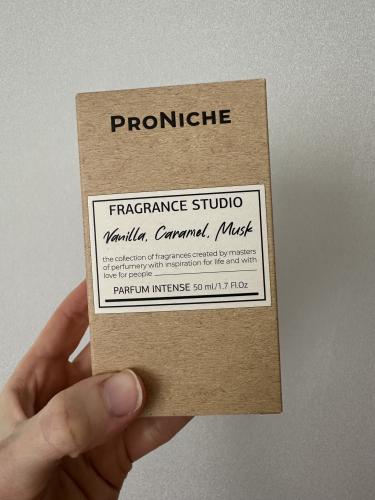 PRONICHE
FRAGRANCE STUDIO
Vanilla, Caramel, Musk
the collection of fragrances created by masters
of perfumery with inspiration for life and with
love for people
PARFUM INTENSE 50 ml/1.7 Fl.Oz